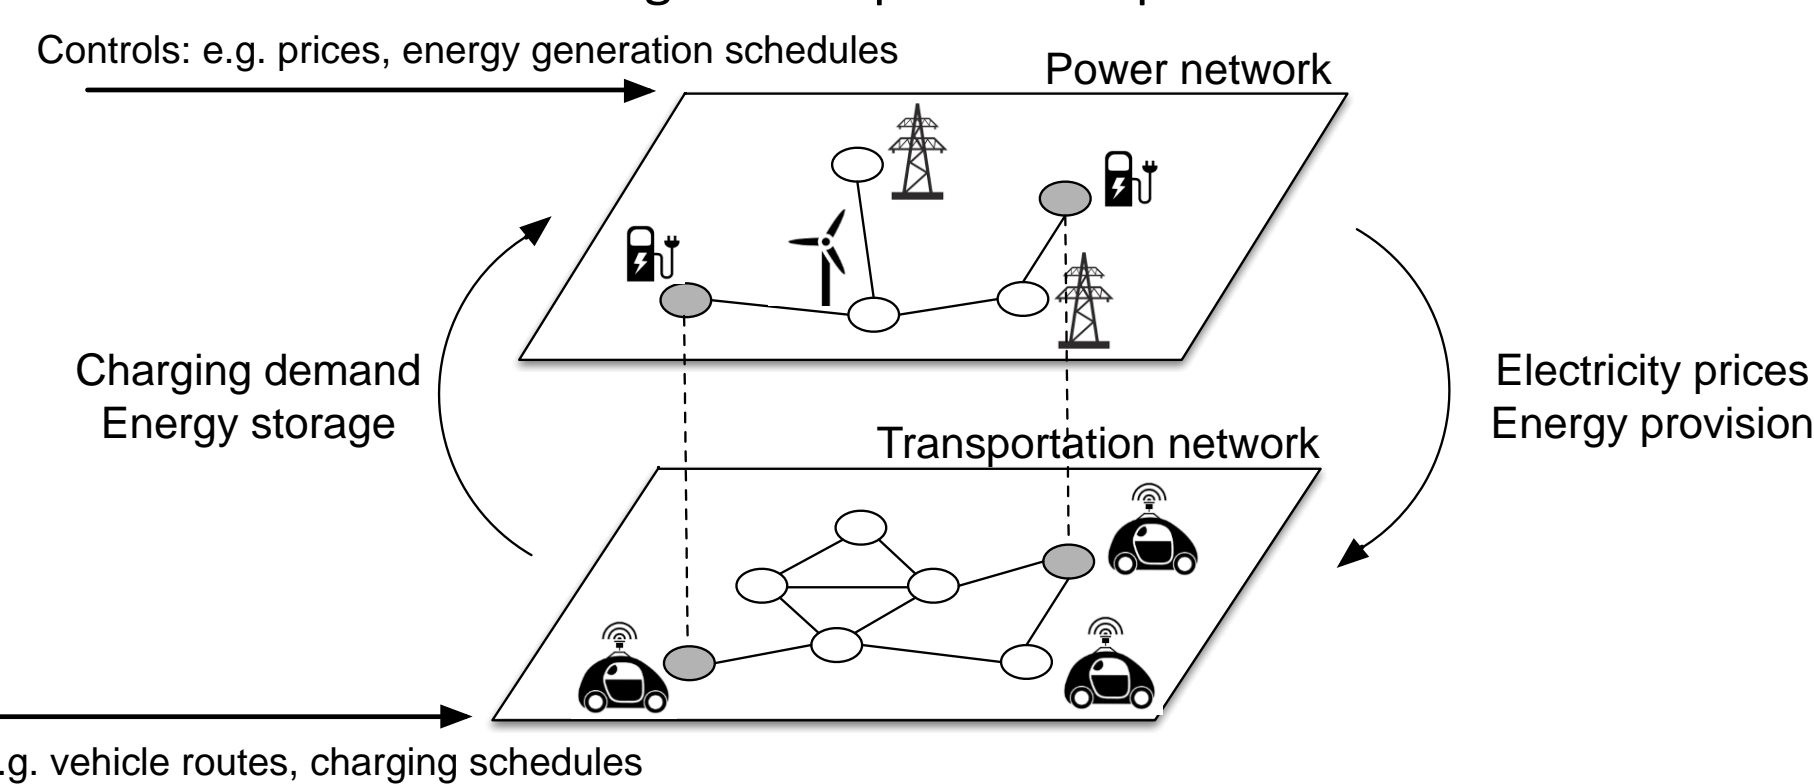 Controls: e.g. prices, energy generation schedules
Power network
Charging demand
Energy storage
Electricity prices
Energy provision
Transportation network
.g. vehicle routes, charging schedules